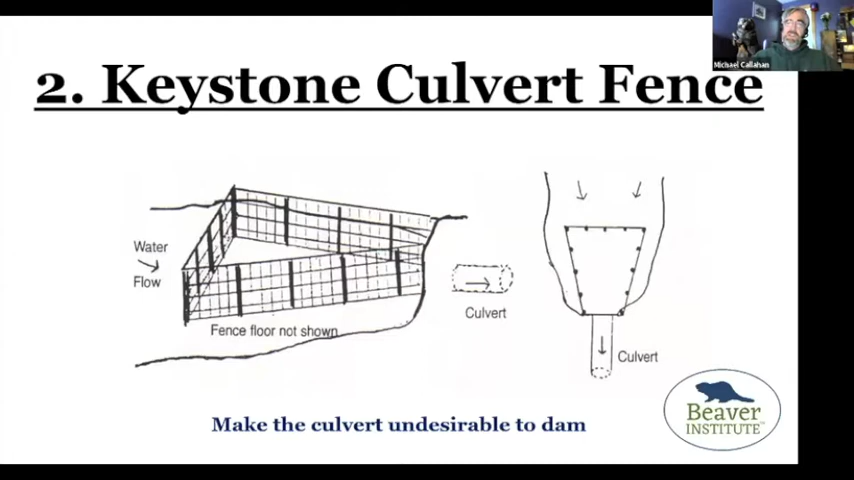 Michael Callahan
2. Keystone Culvert Fence
Water
Flow
Fence floor not shown
Culvert
Culvert
Make the culvert undesirable to dam
Beaver
INSTITUTE™